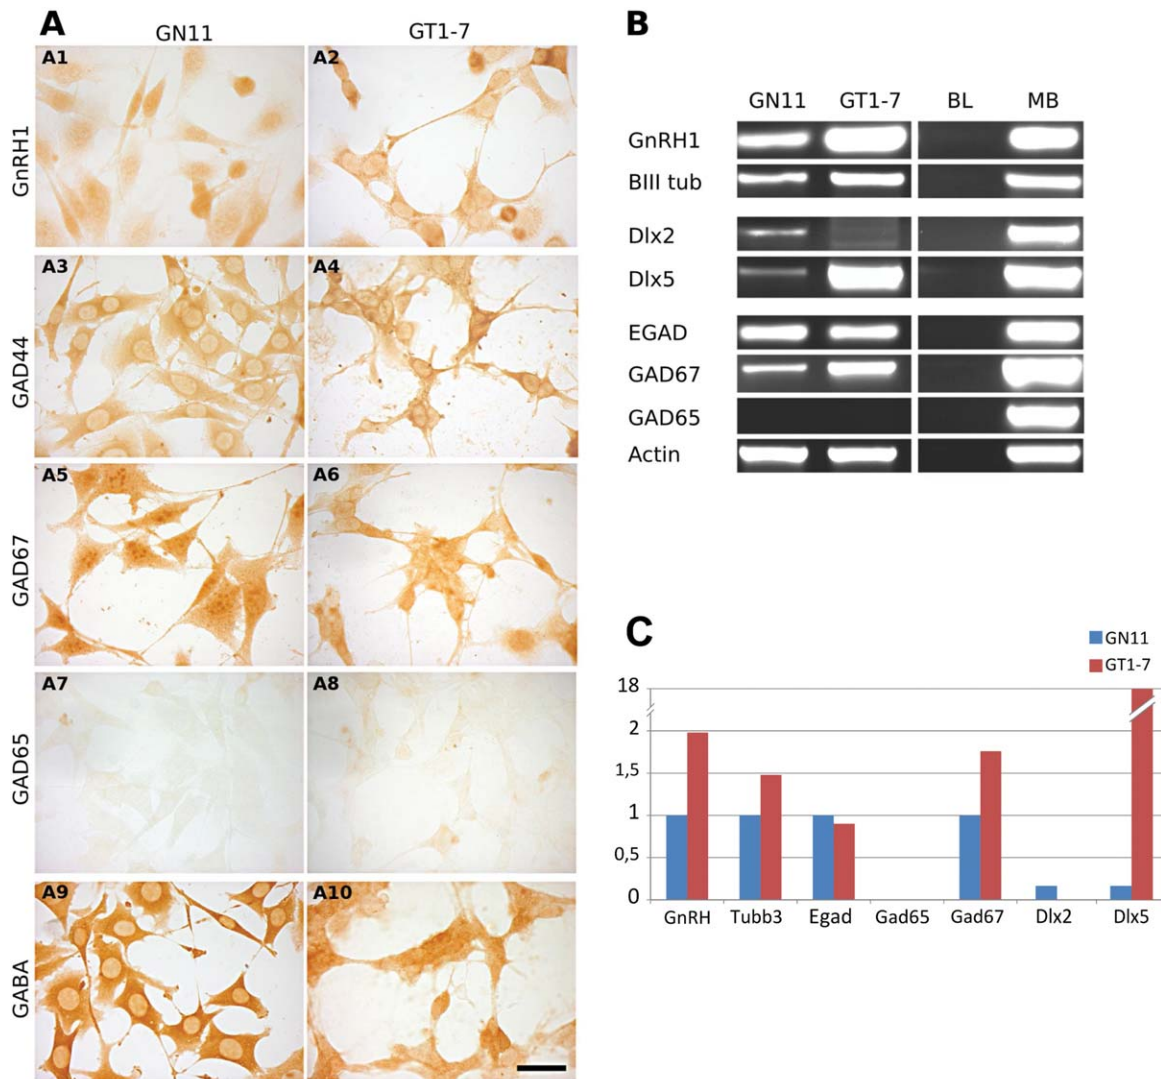 A
GN11 GT1-7
A1 A2
GnRH1
A3 A4
GAD44
A5 A6
GAD67
A7 A8
GAD65
A9 A10
GABA
B
GN11 GT1-7 BL MB
GnRH1
BIII tub
Dlx2
Dlx5
EGAD
GAD67
GAD65
Actin
C
GN11
GT1-7
18
2
1,5
1
0,5
0
GnRH Tubb3 Egad Gad65 Gad67 Dlx2 Dlx5